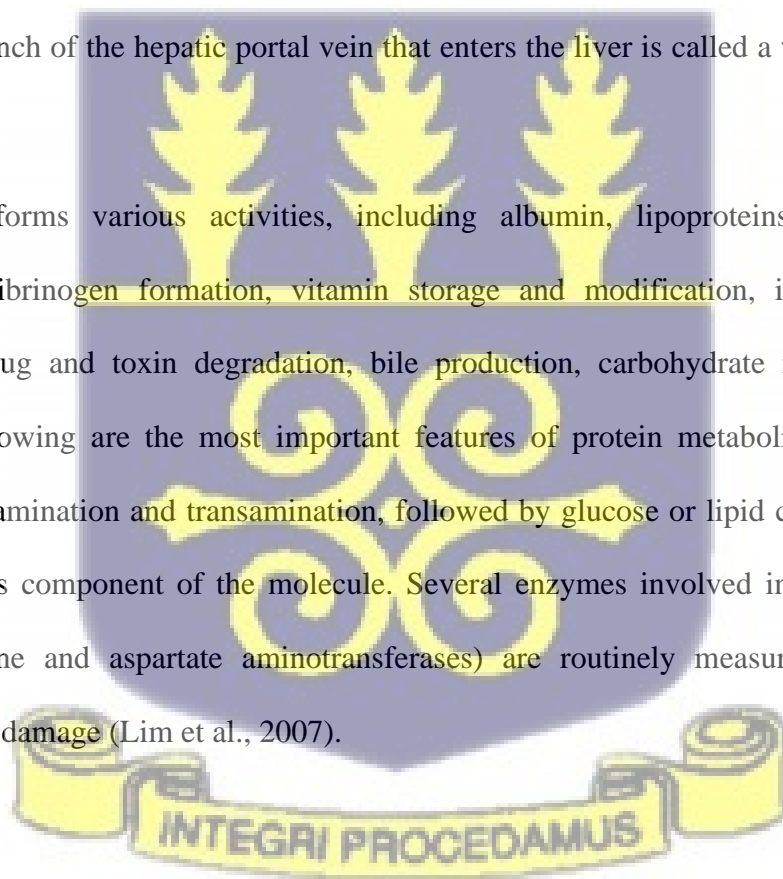 nch of the hepatic portal vein that enters the liver is called a
forms various activities, including albumin, lipoproteins
ibrinogen formation, vitamin storage and modification, i
ug and toxin degradation, bile production, carbohydrate
owing are the most important features of protein metaboli
amination and transamination, followed by glucose or lipid c
s component of the molecule. Several enzymes involved in
ne and aspartate aminotransferases) are routinely measur
damage (Lim et al., 2007).
INTEGRI PROCEDAMUS